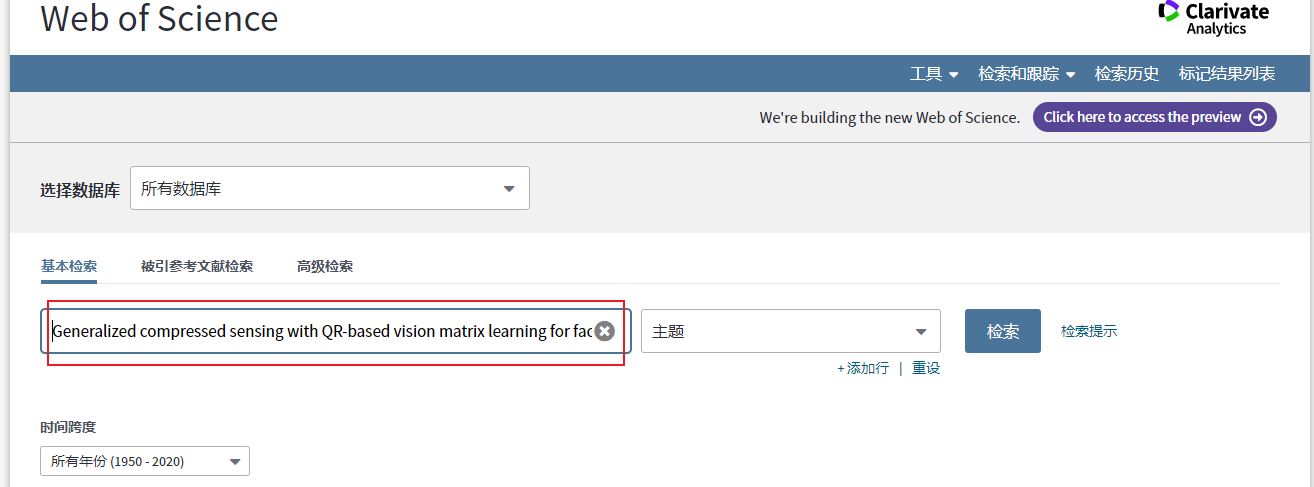 Web of Science
Clarivate
Analytics
工具 检索和跟踪 检索历史 标记结果列表
We're building the new Web of Science. Click here to access the preview
选择数据库 所有数据库
基本检索 被引参考文献检索 高级检索
Generalized compressed sensing with QR-based vision matrix learning for fac 主题 检索 检索提示
+添加行 | 重设
时间跨度
所有年份 (1950 - 2020)